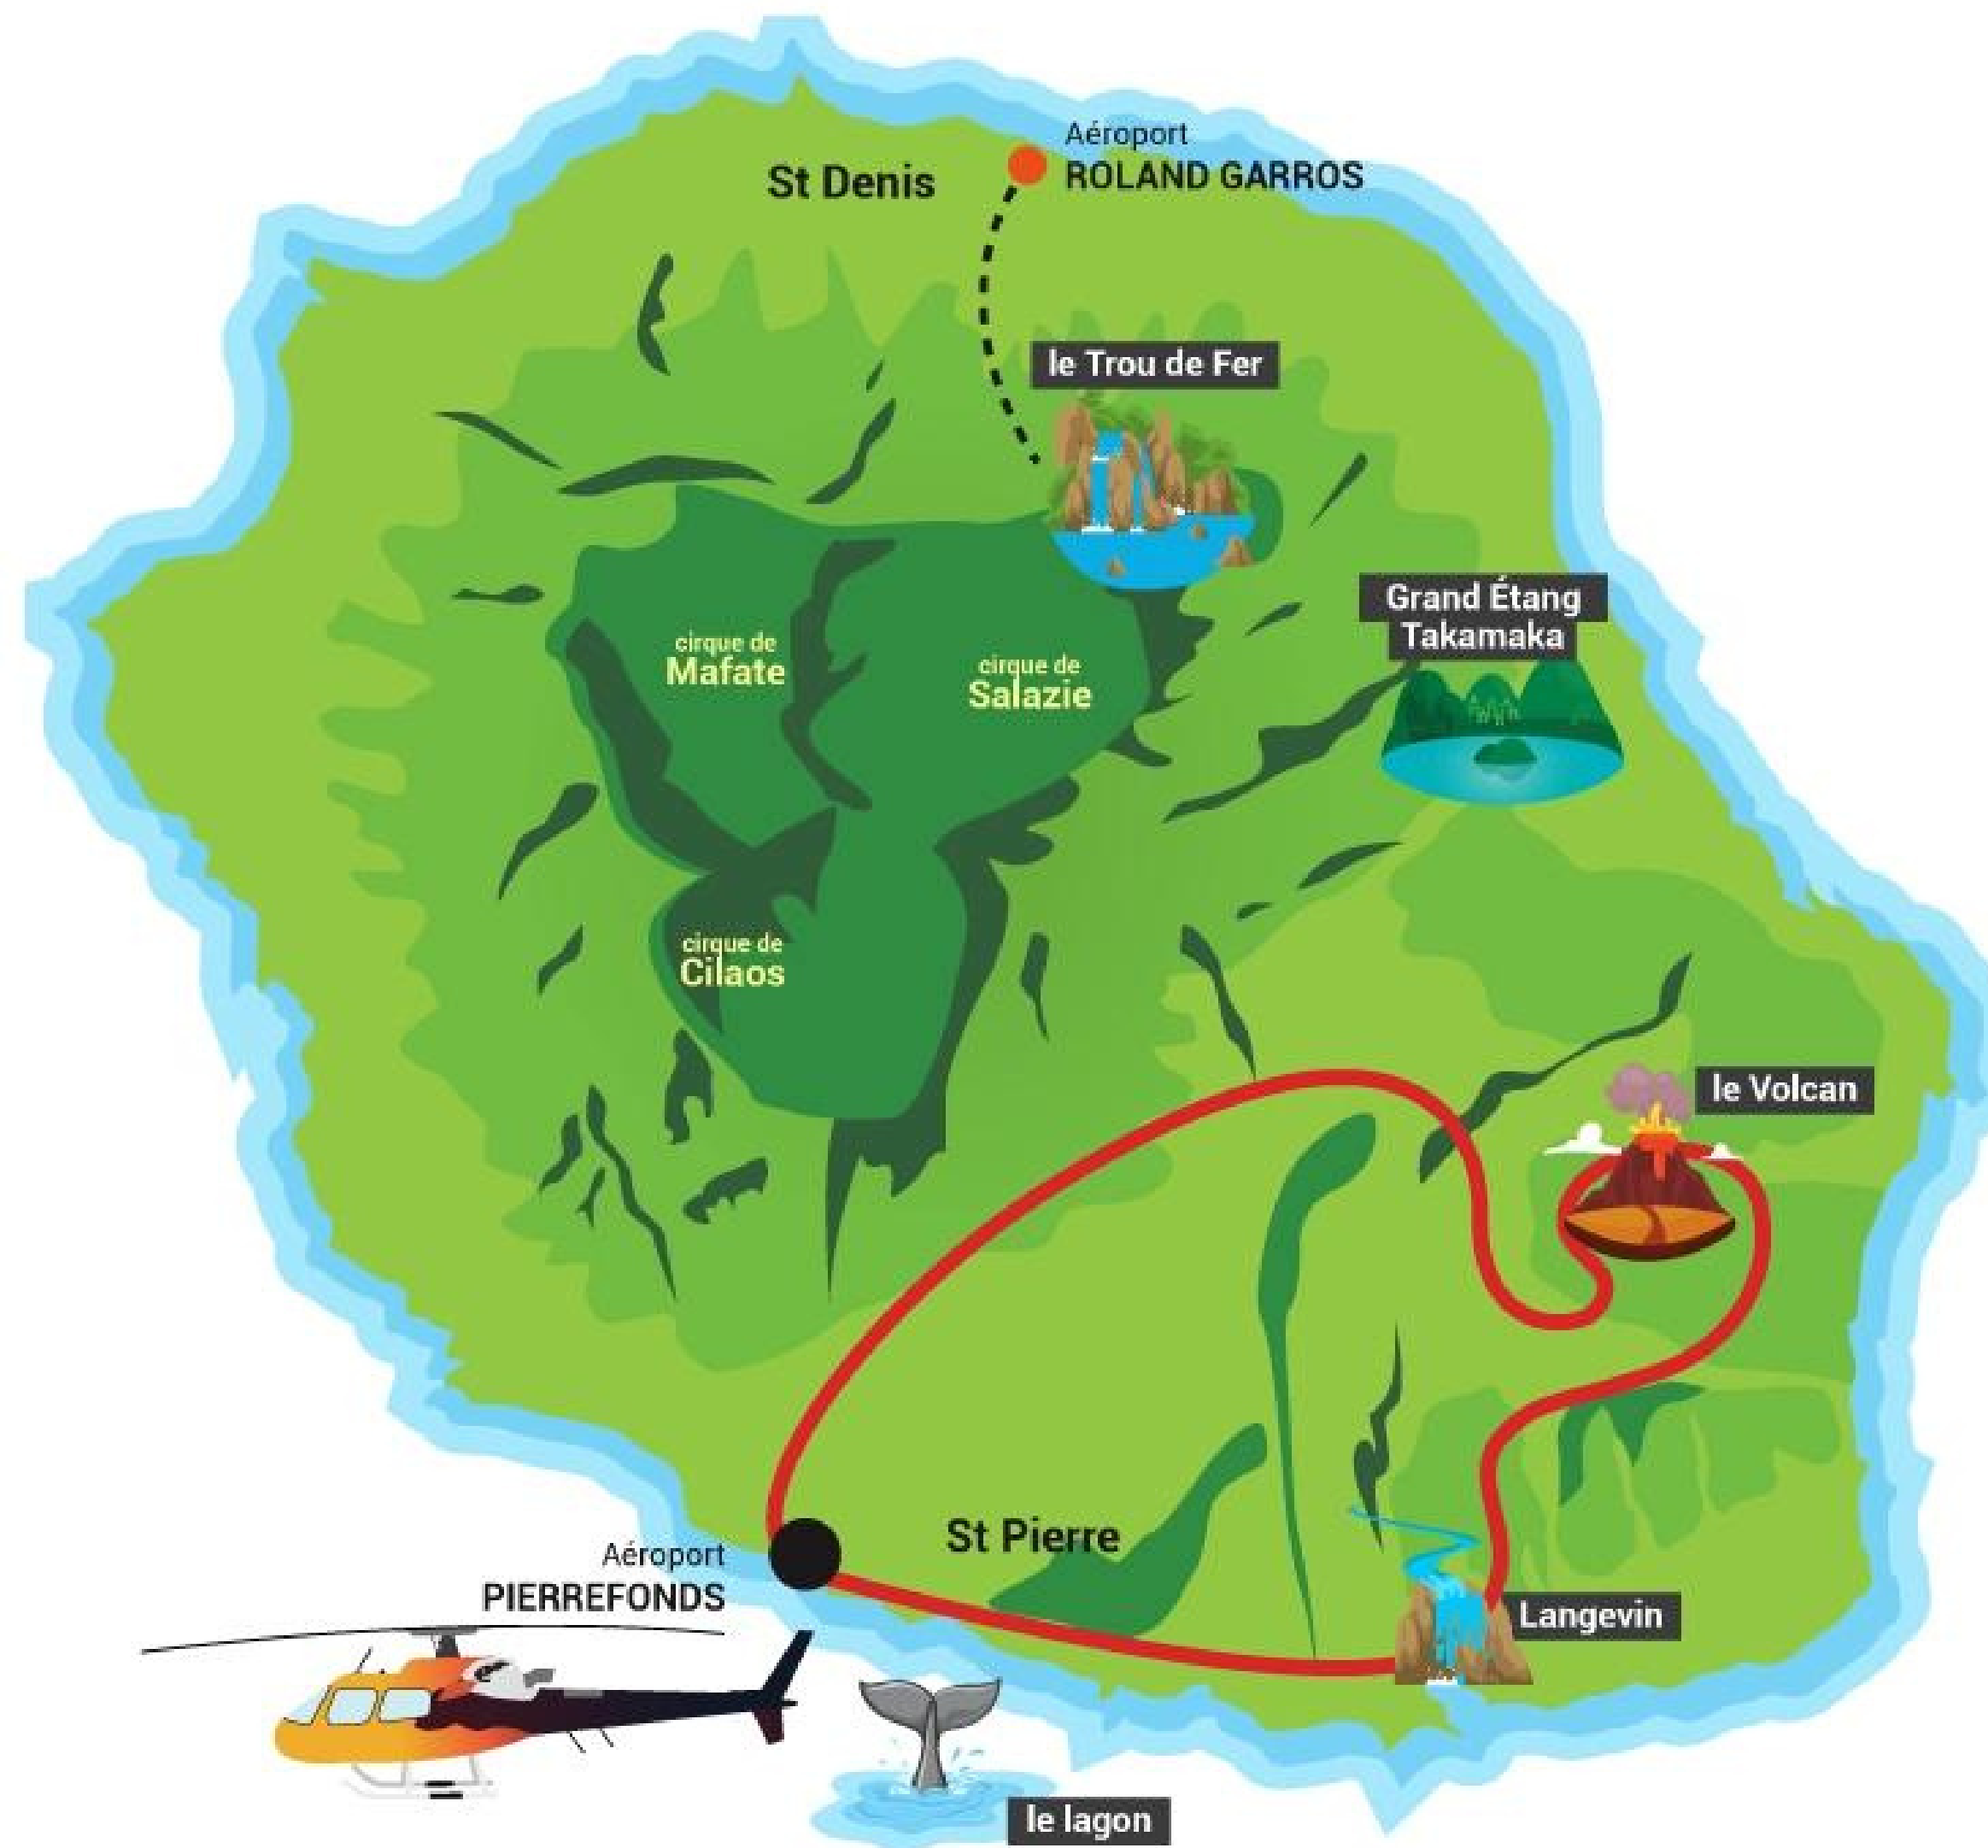 Aéroport
ROLAND GARROS
St Denis
le Trou de Fer
Grand Étang
Takamaka
cirque de
Mafate
cirque de
Salazie
cirque de
Cilaos
le Volcan
St Pierre
Aéroport
PIERREFONDS
Langevin
le lagon